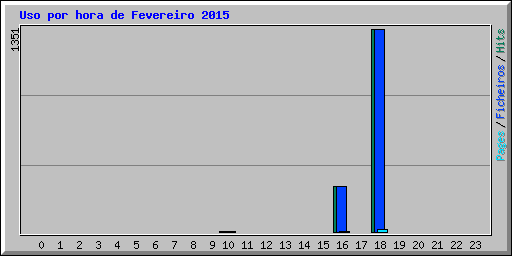 Uso por hora de Fevereiro 2015
1351
Pages/Ficheiros/Hits
0 1 2 3 4 5 6 7 8 9 10 11 12 13 14 15 16 17 18 19 20 21 22 23